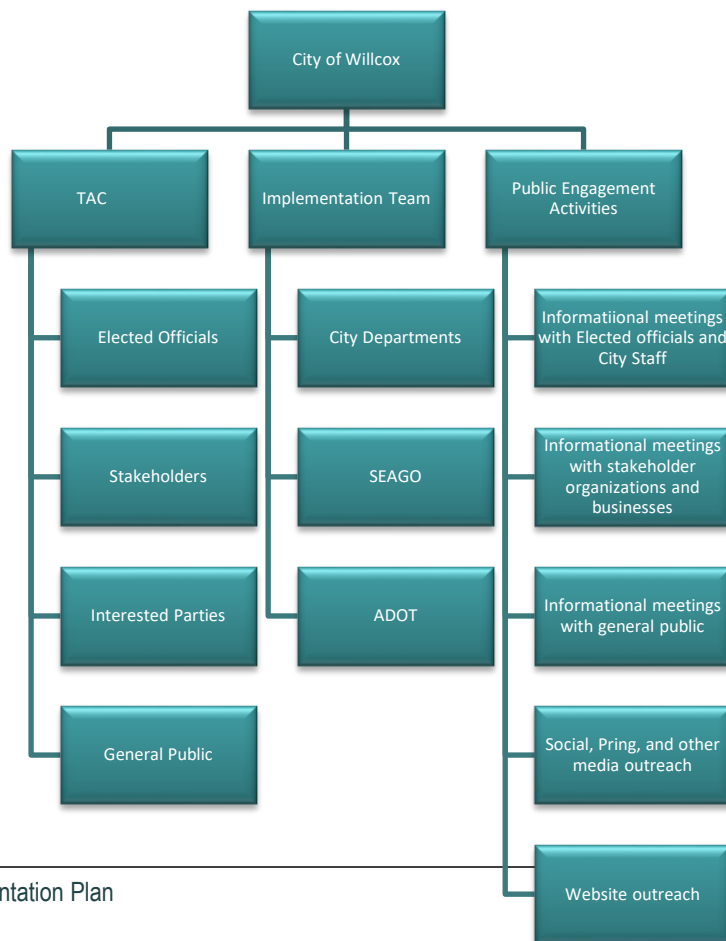 City of Willcox
TAC
Implementation Team
Public Engagement
Activities
Elected Officials
Stakeholders
Interested Parties
General Public
City Departments
SEAGO
ADOT
Informatiional meetings
with Elected officials and
City Staff
Informational meetings
with stakeholder
organizations and
businesses
Informational meetings
with general public
Social, Pring, and other
media outreach
Website outreach
ntation Plan